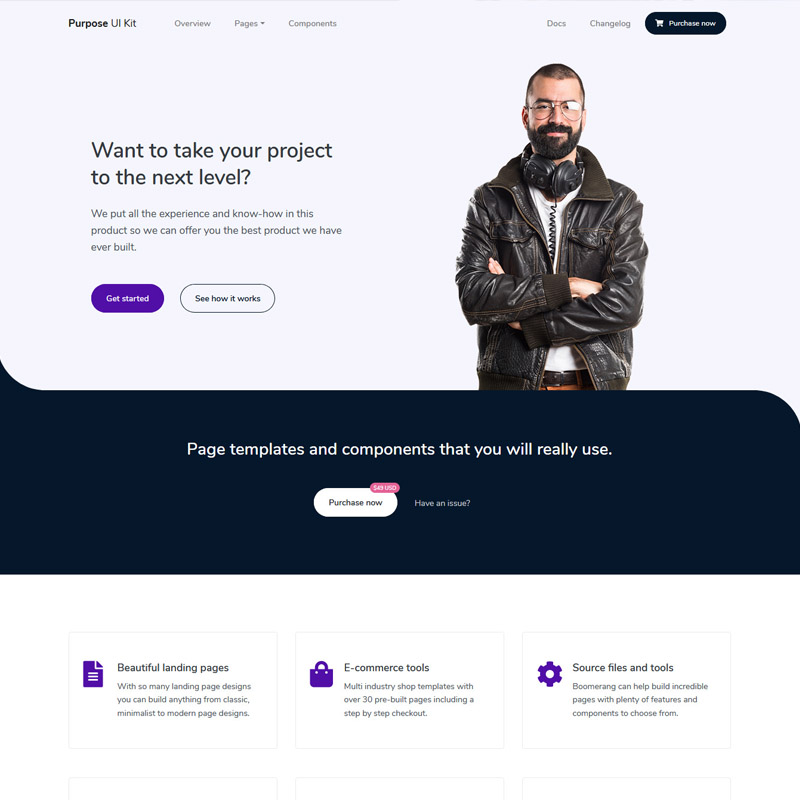 Purpose UI Kit Overview Pages Components Docs Changelog Purchase now
Want to take your project
to the next level?
We put all the experience and know-how in this
product so we can offer you the best product we have
ever built.
Get started See how it works
Page templates and components that you will really use.
$49 USD
Purchase now Have an issue?
Beautiful landing pages
With so many landing page designs
you can build anything from classic,
minimalist to modern page designs.
E-commerce tools
Multi industry shop templates with
over 30 pre-built pages including a
step by step checkout.
Source files and tools
Boomerang can help build incredible
pages with plenty of features and
components to choose from.